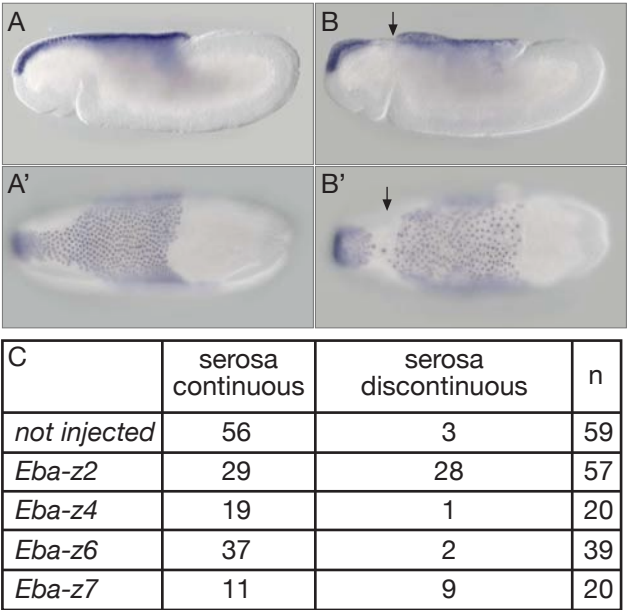 A
B
A'
B'
C
serosa continuous
serosa discontinuous
n
not injected 56 3 59
Eba-z2 29 28 57
Eba-z4 19 1 20
Eba-z6 37 2 39
Eba-z7 11 9 20